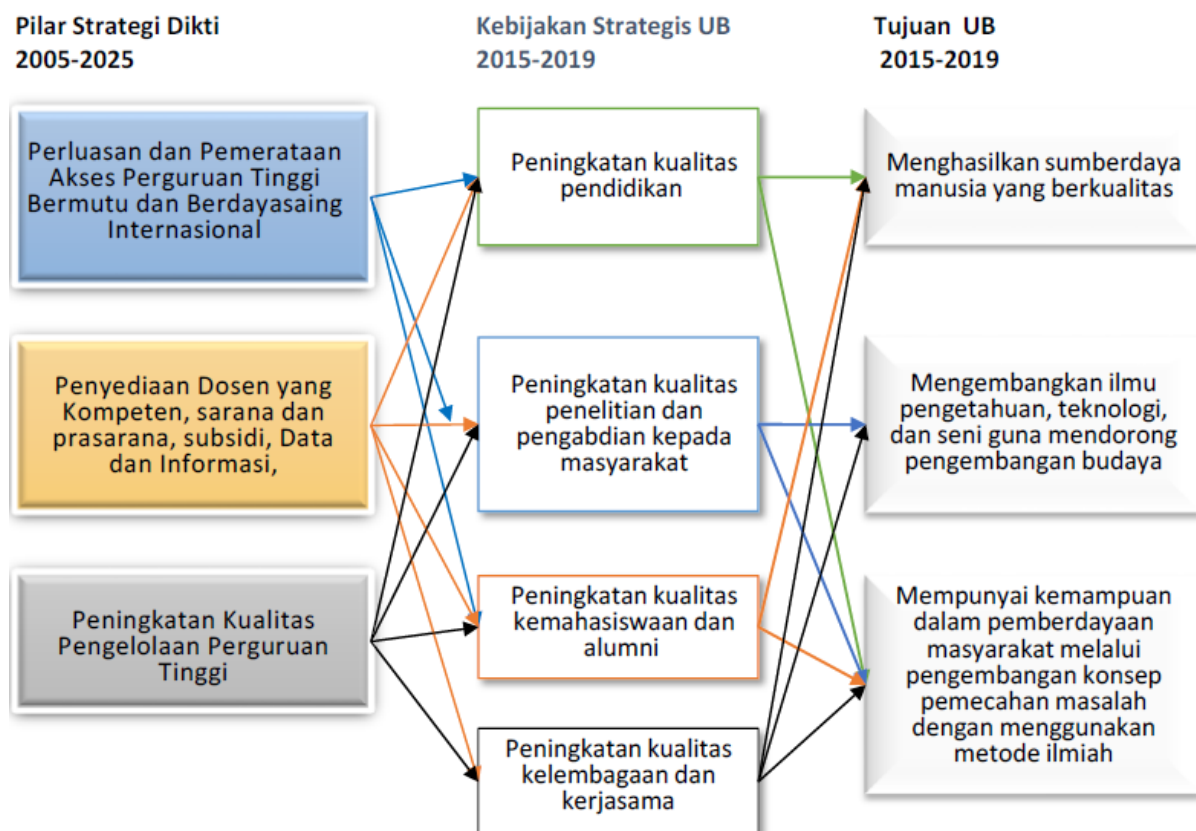 Pilar Strategi Dikti
2005-2025
Kebijakan Strategis UB
2015-2019
Tujuan UB
2015-2019
Perluasan dan Pemerataan
Akses Perguruan Tinggi
Bermutu dan Berdayasaing
Internasional
Penyediaan Dosen yang
Kompeten, sarana dan
prasarana, subsidi, Data
dan Informasi,
Peningkatan Kualitas
Pengelolaan Perguruan
Tinggi
Peningkatan kualitas
pendidikan
Peningkatan kualitas
penelitian dan
pengabdian kepada
masyarakat
Peningkatan kualitas
kemahasiswaan dan
alumni
Peningkatan kualitas
kelembagaan dan
kerjasama
Menghasilkan sumberdaya
manusia yang berkualitas
Mengembangkan ilmu
pengetahuan, teknologi,
dan seni guna mendorong
pengembangan budaya
Mempunyai kemampuan
dalam pemberdayaan
masyarakat melalui
pengembangan konsep
pemecahan masalah
dengan menggunakan
metode ilmiah